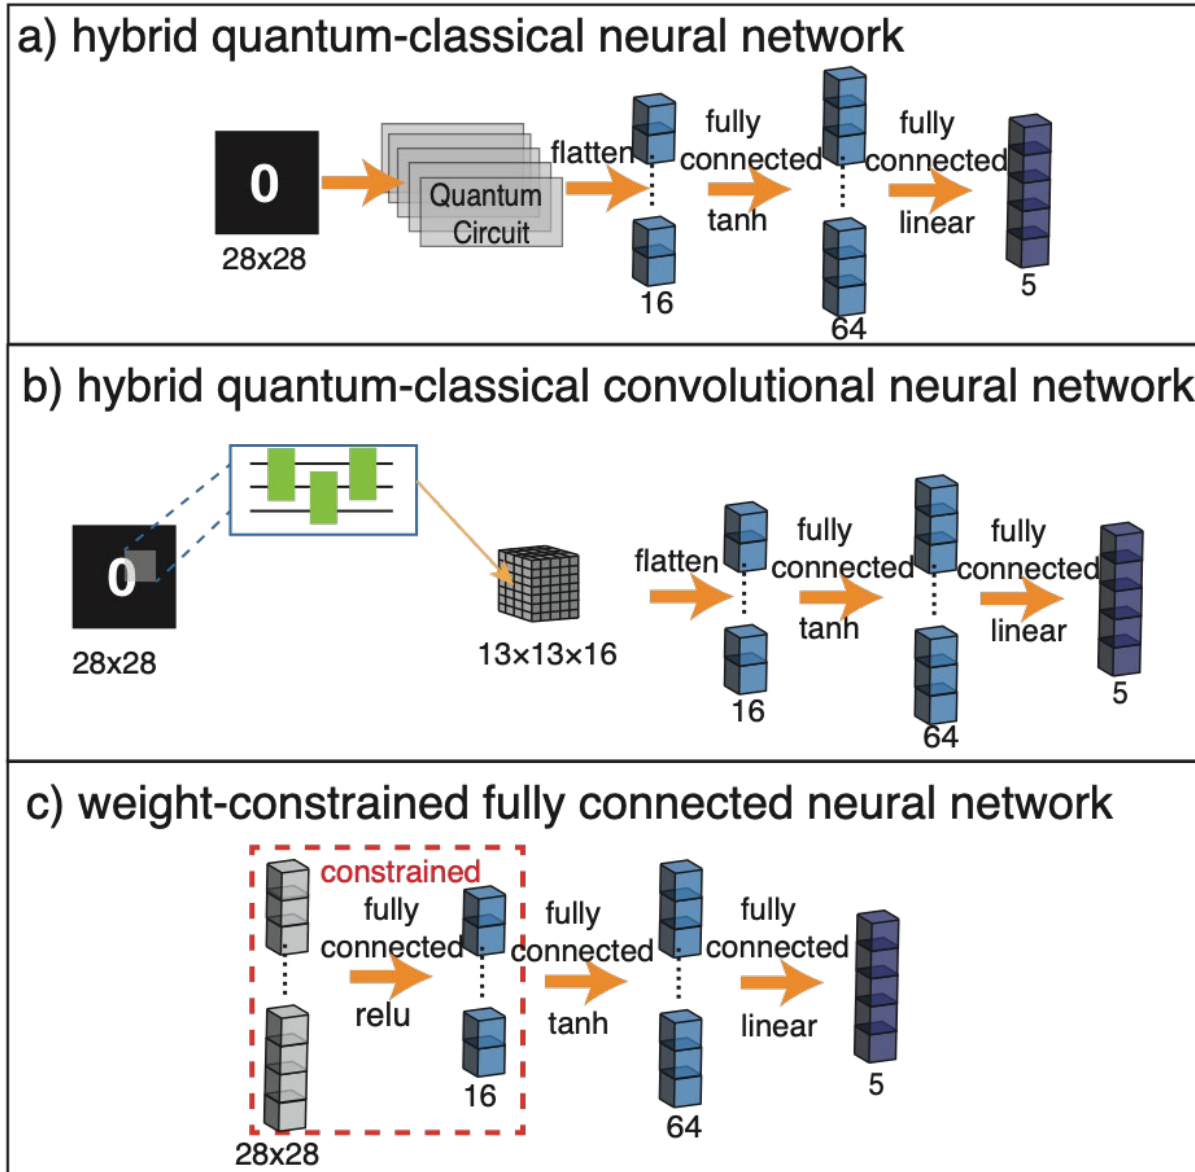 a) hybrid quantum-classical neural network
0
28x28
Quantum
Circuit
flatten
16
fully
connected
tanh
64
fully
connected
linear
5
b) hybrid quantum-classical convolutional neural network
0
28x28
13×13×16
flatten
16
fully
connected
tanh
64
fully
connected
linear
5
c) weight-constrained fully connected neural network
constrained
28x28
fully
connected
relu
16
fully
connected
tanh
64
fully
connected
linear
5